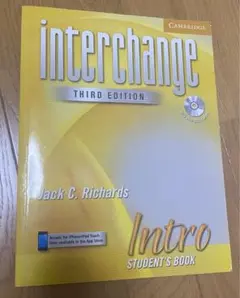 CAMBRIDGE
interchange
THIRD EDITION
Jack C. Richards
Intro
STUDENT'S BOOK